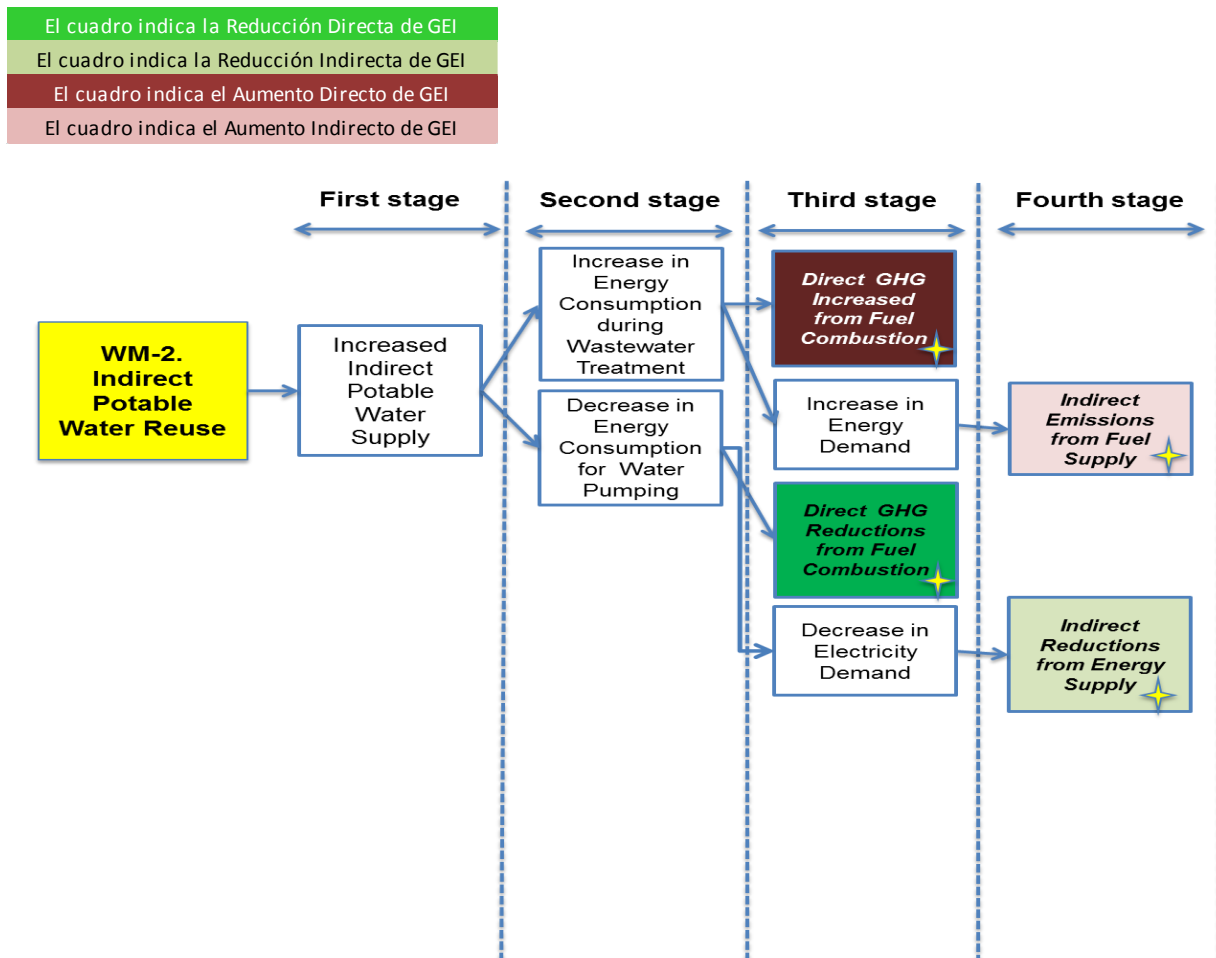 El cuadro indica la Reducción Directa de GEI
El cuadro indica la Reducción Indirecta de GEI
El cuadro indica el Aumento Directo de GEI
El cuadro indica el Aumento Indirecto de GEI
First stage
Second stage
Third stage
Fourth stage
WM-2.
Indirect
Potable
Water Reuse
Increased
Indirect
Potable
Water
Supply
Increase in
Energy
Consumption
during
Wastewater
Treatment
Decrease in
Energy
Consumption
for Water
Pumping
Direct GHG
Increased
from Fuel
Combustion
Increase in
Energy
Demand
Direct GHG
Reductions
from Fuel
Combustion
Decrease in
Electricity
Demand
Indirect
Emissions
from Fuel
Supply
Indirect
Reductions
from Energy
Supply